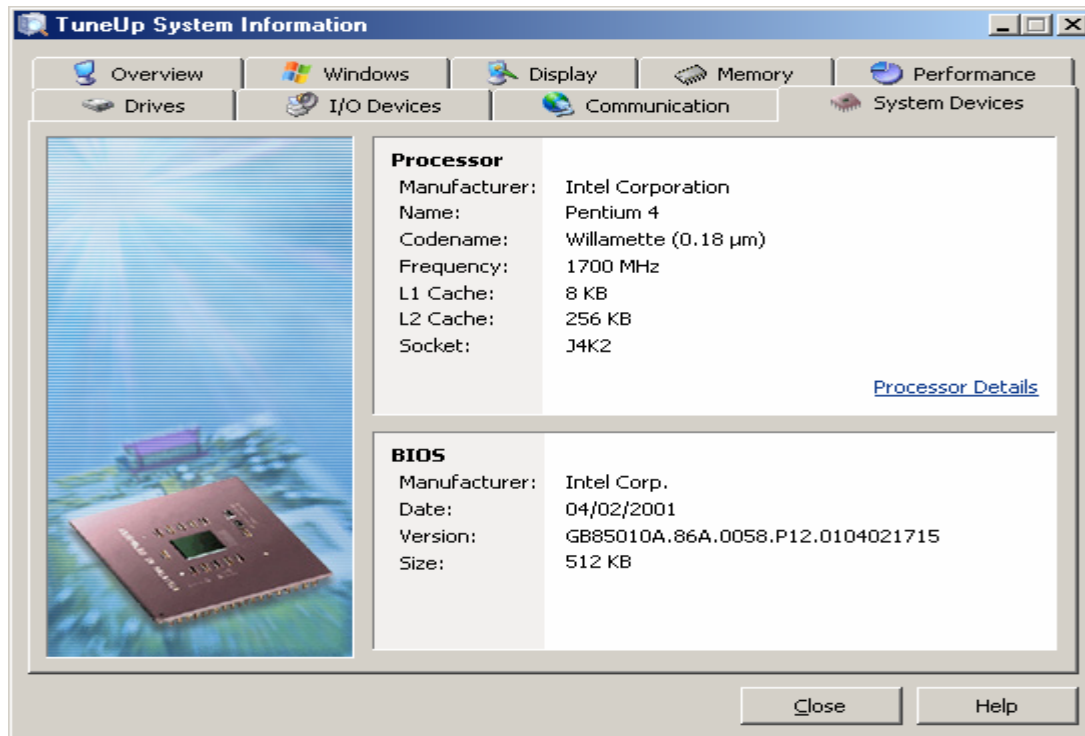 TuneUp System Information
Overview Windows Display Memory Performance
Drives I/O Devices Communication System Devices
Processor
Manufacturer: Intel Corporation
Name: Pentium 4
Codename: Willamette (0.18 µm)
Frequency: 1700 MHz
L1 Cache: 8 KB
L2 Cache: 256 KB
Socket: J4K2
Processor Details
BIOS
Manufacturer: Intel Corp.
Date: 04/02/2001
Version: GB85010A.86A.0058.P12.0104021715
Size: 512 KB
ASSEMBLED IN MALAYSIA
Close Help